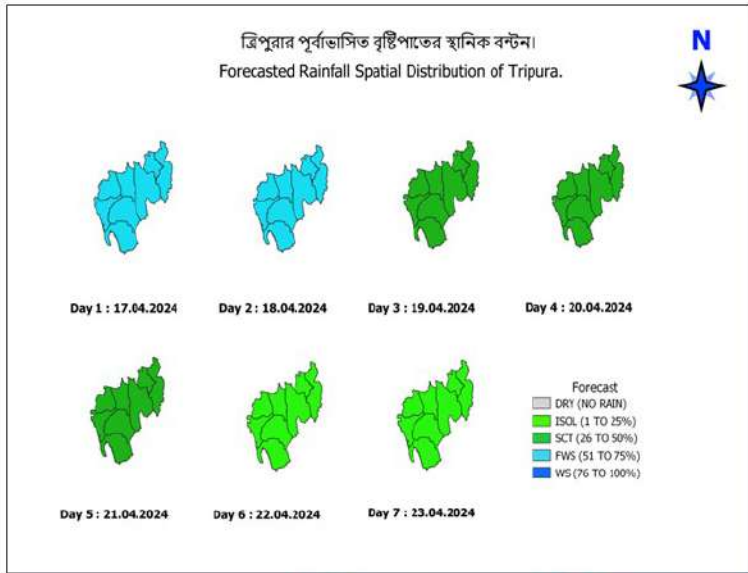 ত্রিপুরার পূর্বাভাসিত বৃষ্টিপাতের স্থানিক বন্টন।
Forecasted Rainfall Spatial Distribution of Tripura.
N
Day 1 : 17.04.2024
Day 2 : 18.04.2024
Day 3 : 19.04.2024
Day 4 : 20.04.2024
Day 5 : 21.04.2024
Day 6 : 22.04.2024
Day 7 : 23.04.2024
Forecast
DRY (NO RAIN)
ISOL (1 TO 25%)
SCT (26 TO 50%)
FWS (51 TO 75%)
WS (76 TO 100%)